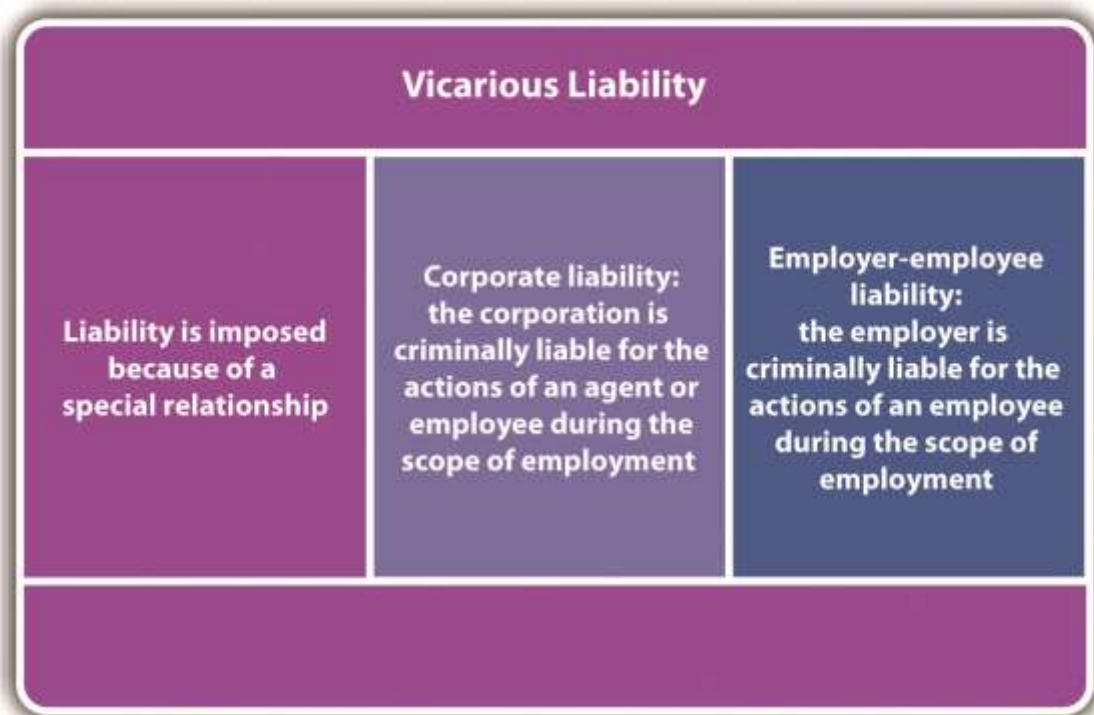 Vicarious Liability
Liability is imposed
because of a
special relationship
Corporate liability:
the corporation is
criminally liable for the
actions of an agent or
employee during the
scope of employment
Employer-employee
liability:
the employer is
criminally liable for the
actions of an employee
during the scope of
employment